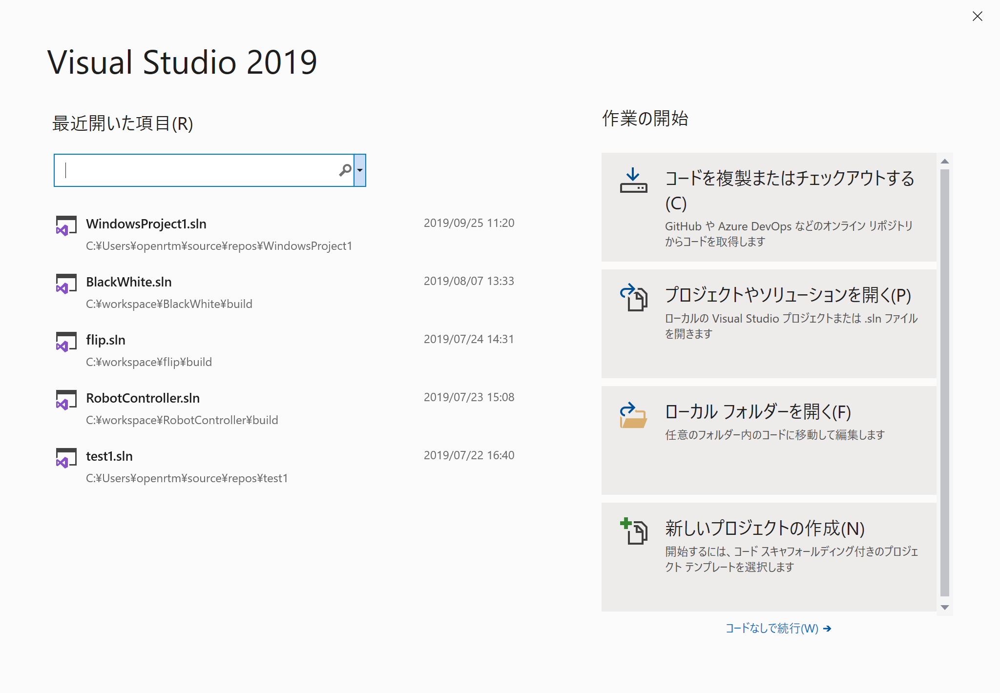 Visual Studio 2019
最近開いた項目(R)
WindowsProject1.sln
2019/09/25 11:20
C:¥Users¥openrtm¥source¥repos¥WindowsProject1
BlackWhite.sln
2019/08/07 13:33
C:¥workspace¥BlackWhite¥build
flip.sln
2019/07/24 14:31
C:¥workspace¥flip¥build
RobotController.sln
2019/07/23 15:08
C:¥workspace¥RobotController¥build
test1.sln
2019/07/22 16:40
C:¥Users¥openrtm¥source¥repos¥test1
作業の開始
コードを複製またはチェックアウトする
(C)
GitHub や Azure DevOps などのオンライン リポジトリ
からコードを取得します
プロジェクトやソリューションを開く(P)
ローカルの Visual Studio プロジェクトまたは .sln ファイル
を開きます
ローカル フォルダーを開く(F)
任意のフォルダー内のコードに移動して編集します
新しいプロジェクトの作成(N)
開始するには、コード スキャフォールディング付きのプロジェ
クト テンプレートを選択します
コードなしで続行(W) →